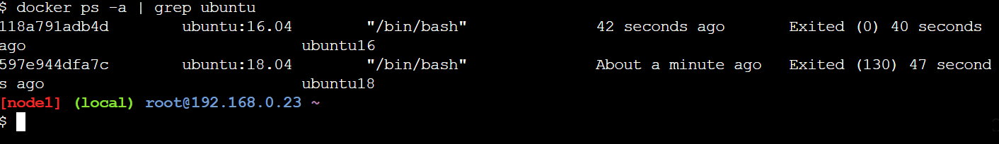 $ docker ps -a | grep ubuntu
118a791adb4d        ubuntu:16.04        "/bin/bash"              42 seconds ago       Exited (0) 40 seconds
ago                              ubuntu16
597e944dfa7c        ubuntu:18.04        "/bin/bash"              About a minute ago   Exited (130) 47 second
s ago                            ubuntu18
[node1] (local) root@192.168.0.23 ~
$